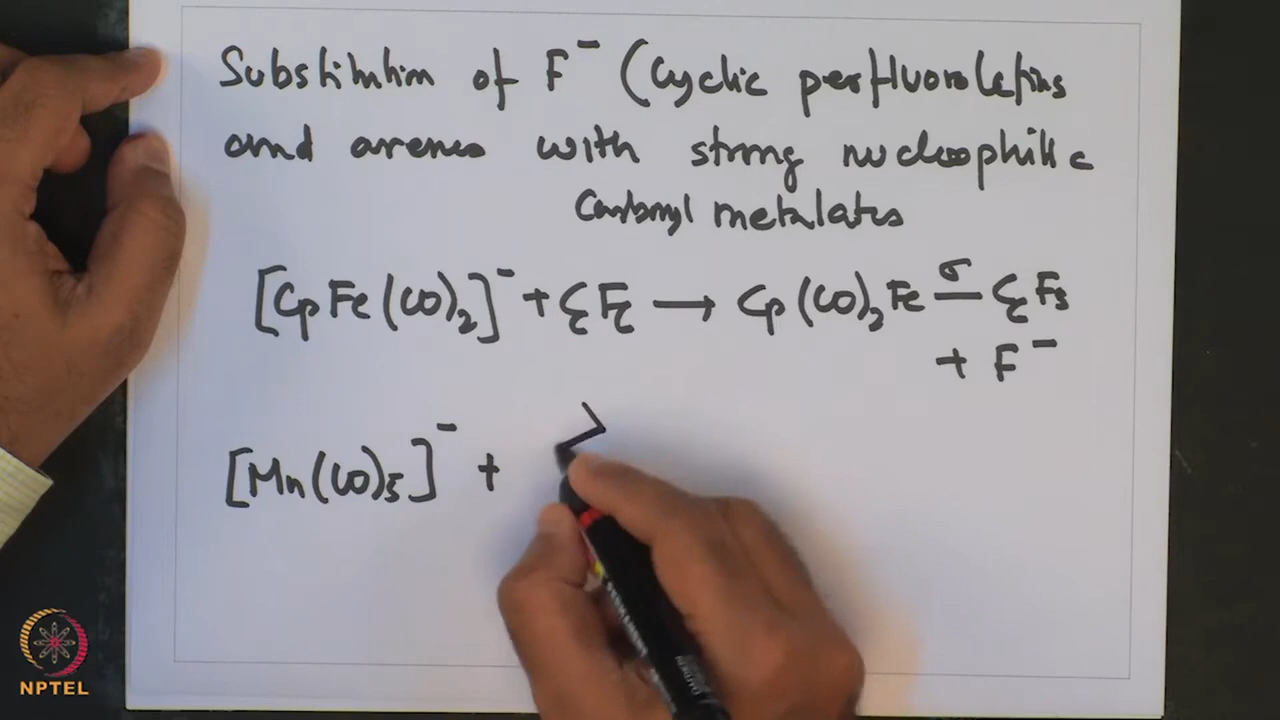 Substitution of F⁻ (Cyclic perfluorolefins
and arenes with strong nucleophilic
Carbonyl metalates
[CpFe(CO)₂]⁻ + C₆F₆ → Cp(CO)₂Fe —σ— C₆F₅
+ F⁻
[Mn(CO)₅]⁻ +
NPTEL